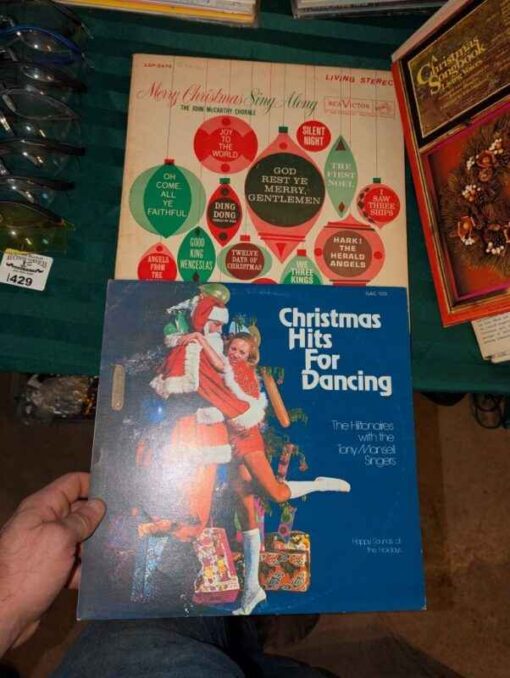 LSP-2474
LIVING STEREO
Merry Christmas Sing Along
RCA VICTOR
THE JOHN McCARTHY CHORALE
JOY
TO
THE
WORLD
SILENT
NIGHT
OH
COME,
ALL
YE
FAITHFUL
DING
DONG
GOD
REST YE
MERRY,
GENTLEMEN
THE
FIRST
NOEL
I
SAW
THREE
SHIPS
ANGELS
FROM THE
GOOD
KING
WENCESLAS
TWELVE
DAYS OF
CHRISTMAS
WE
THREE
KINGS
HARK!
THE
HERALD
ANGELS
Christmas
Songbook
1429
Christmas
Hits
For
Dancing
The Hiltonaires
with the
Tony Mansell
Singers
Happy Sounds of
the Holidays